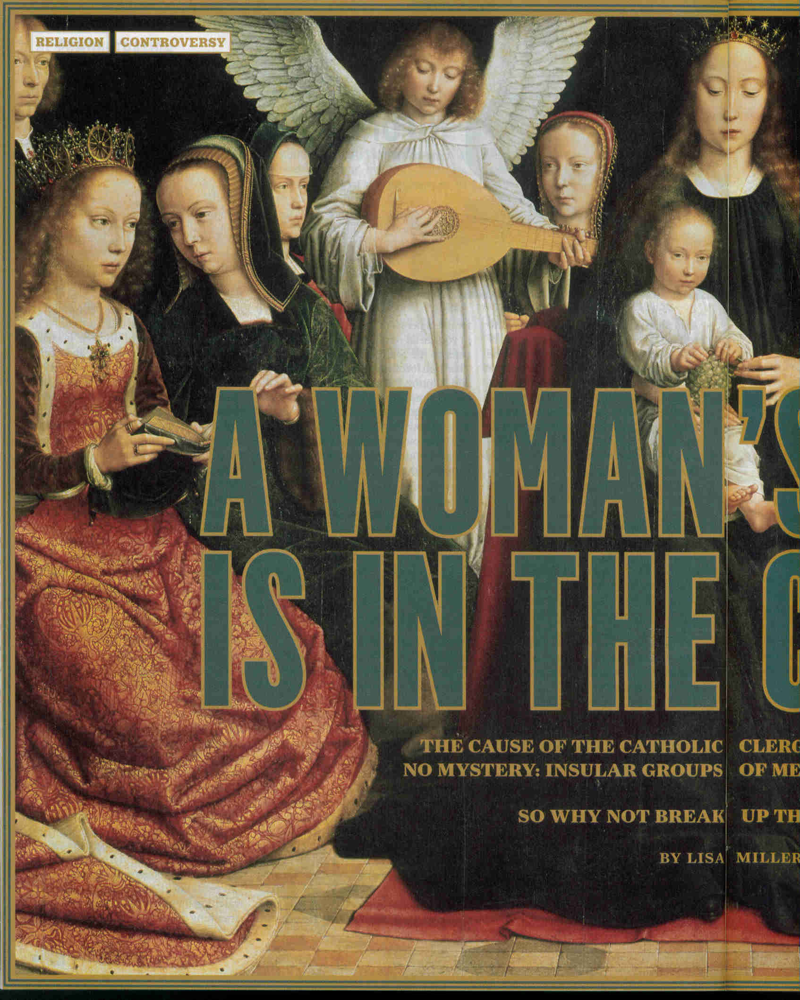 RELIGION CONTROVERSY
A WOMAN'S
IS IN THE C
THE CAUSE OF THE CATHOLIC CLERG
NO MYSTERY: INSULAR GROUPS OF ME
SO WHY NOT BREAK UP TH
BY LISA MILLER